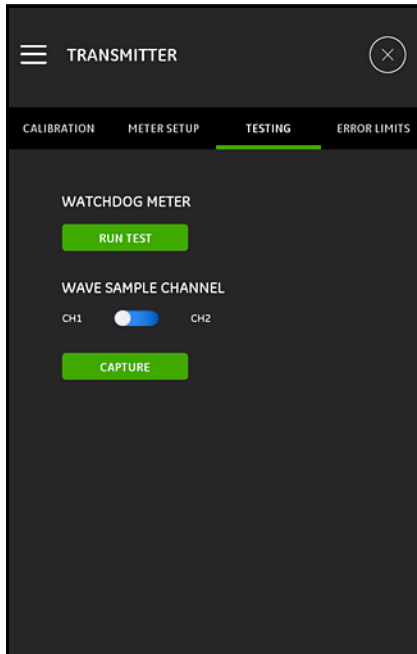 TRANSMITTER
CALIBRATION METER SETUP TESTING ERROR LIMITS
WATCHDOG METER
RUN TEST
WAVE SAMPLE CHANNEL
CH1 CH2
CAPTURE